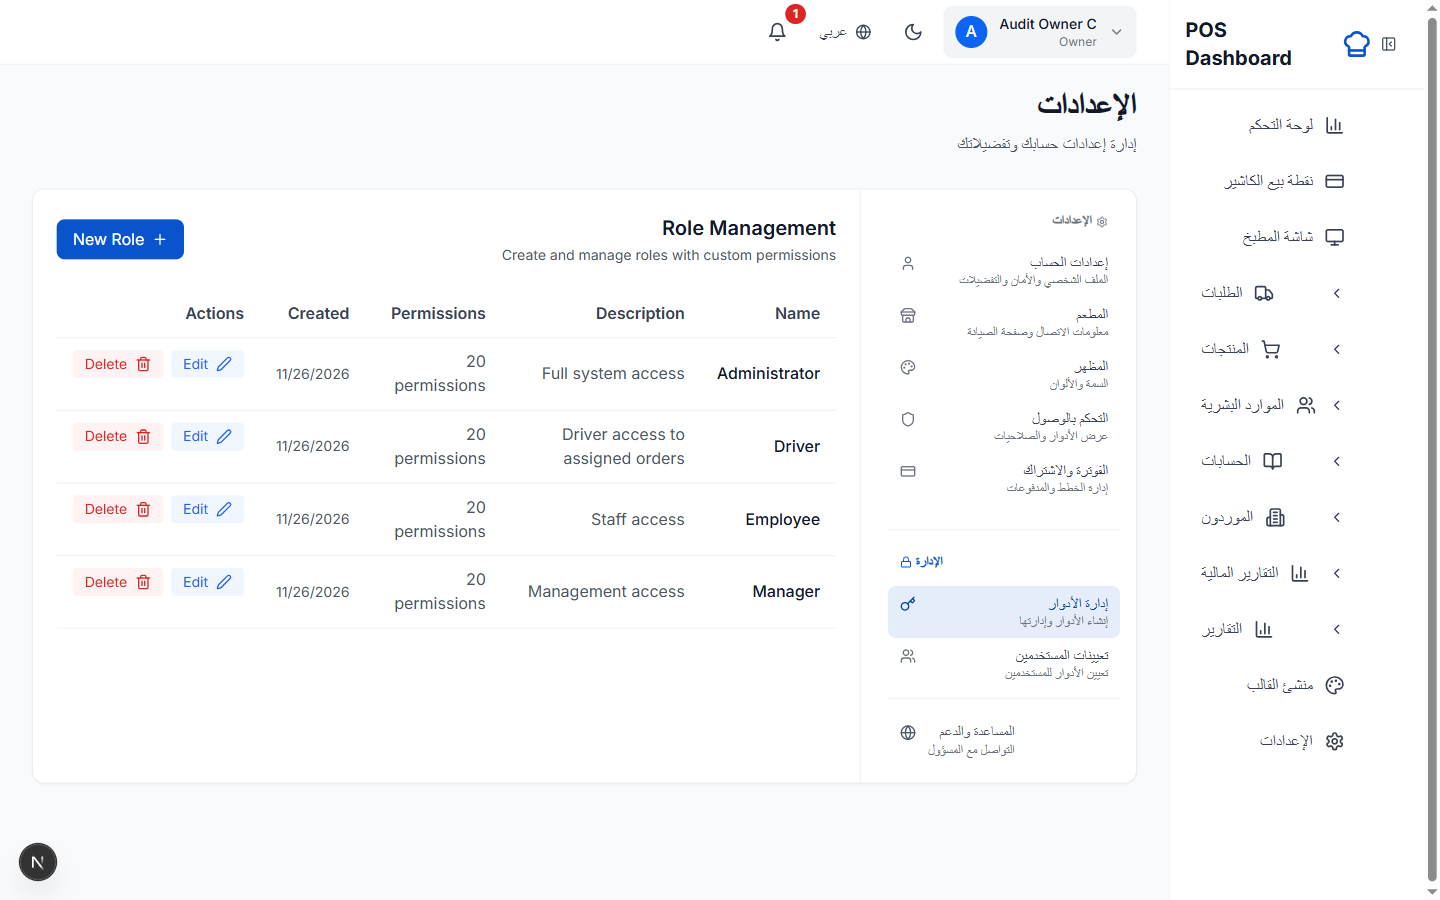 POS
Dashboard
لوحة التحكم
نقطة بيع الكاشير
شاشة المطبخ
الطلبات
المنتجات
الموارد البشرية
الحسابات
الموردون
التقارير المالية
التقارير
منشئ القالب
الإعدادات
Audit Owner C
Owner
A
عربي
1
الإعدادات
إدارة إعدادات حسابك وتفضيلاتك
الإعدادات
إعدادات الحساب
الملف الشخصي والأمان والتفضيلات
المطعم
معلومات الاتصال وصفحة الصيانة
المظهر
السمة والألوان
التحكم بالوصول
عرض الأدوار والصلاحيات
الفوترة والاشتراك
إدارة الخطط والمدفوعات
الإدارة
إدارة الأدوار
إنشاء الأدوار وإدارتها
تعيينات المستخدمين
تعيين الأدوار للمستخدمين
المساعدة والدعم
التواصل مع المسؤول
Role Management
Create and manage roles with custom permissions
New Role
Name Description Permissions Created Actions
Administrator Full system access 20 permissions 11/26/2026 Edit Delete
Driver Driver access to assigned orders 20 permissions 11/26/2026 Edit Delete
Employee Staff access 20 permissions 11/26/2026 Edit Delete
Manager Management access 20 permissions 11/26/2026 Edit Delete
N